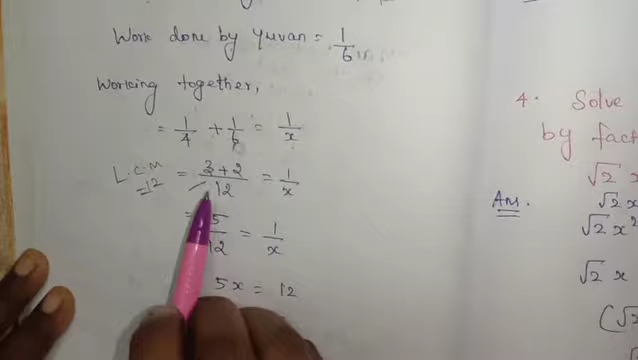 Work done by Yuvan = 1/6
Working together,
= 1/4 + 1/6 = 1/x
L.C.M = 12
= 3+2/12 = 1/x
= 5/12 = 1/x
5x = 12
4. Solve
by fact
√2 x
Ans. √2 x
√2 x²
√2 x
(√2